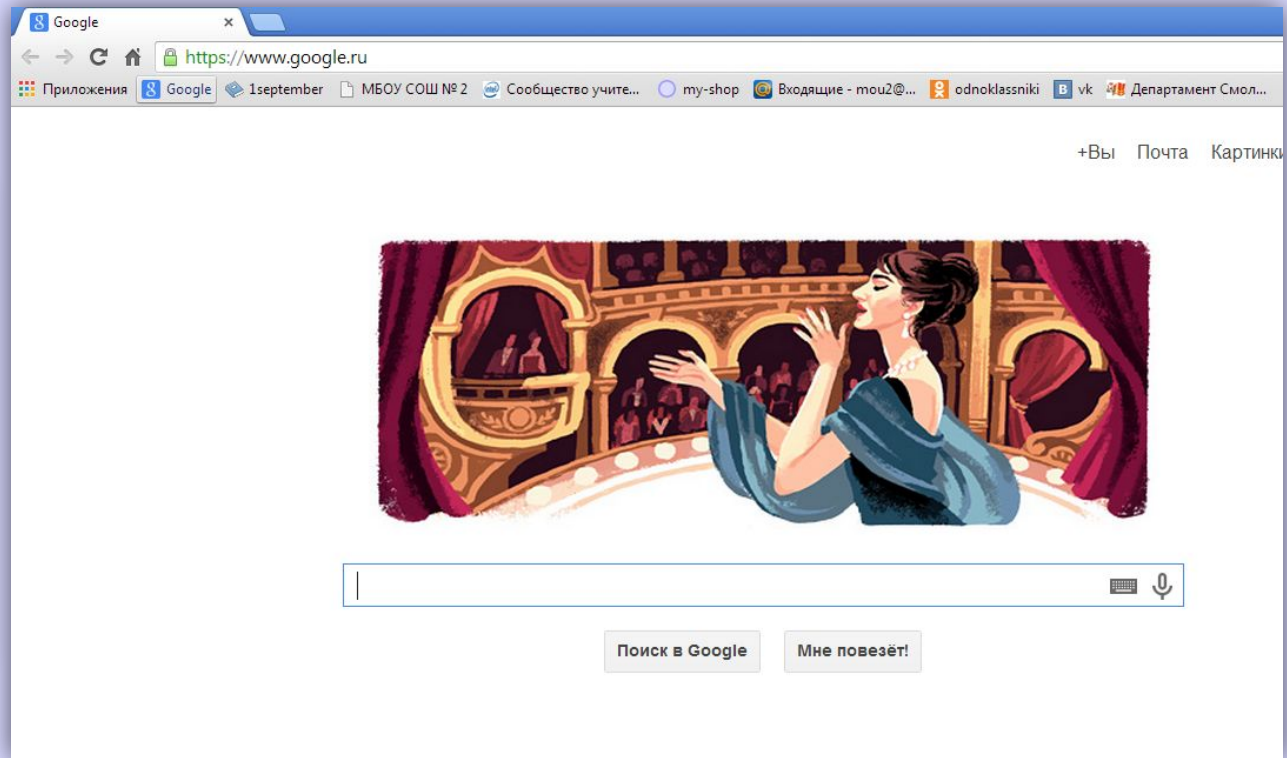 Google
https://www.google.ru
Приложения Google 1september МБОУ СОШ № 2 Сообщество учите... my-shop Входящие - mou2@... odnoklassniki vk Департамент Смол...
+Вы Почта Картинки
Поиск в Google Мне повезёт!